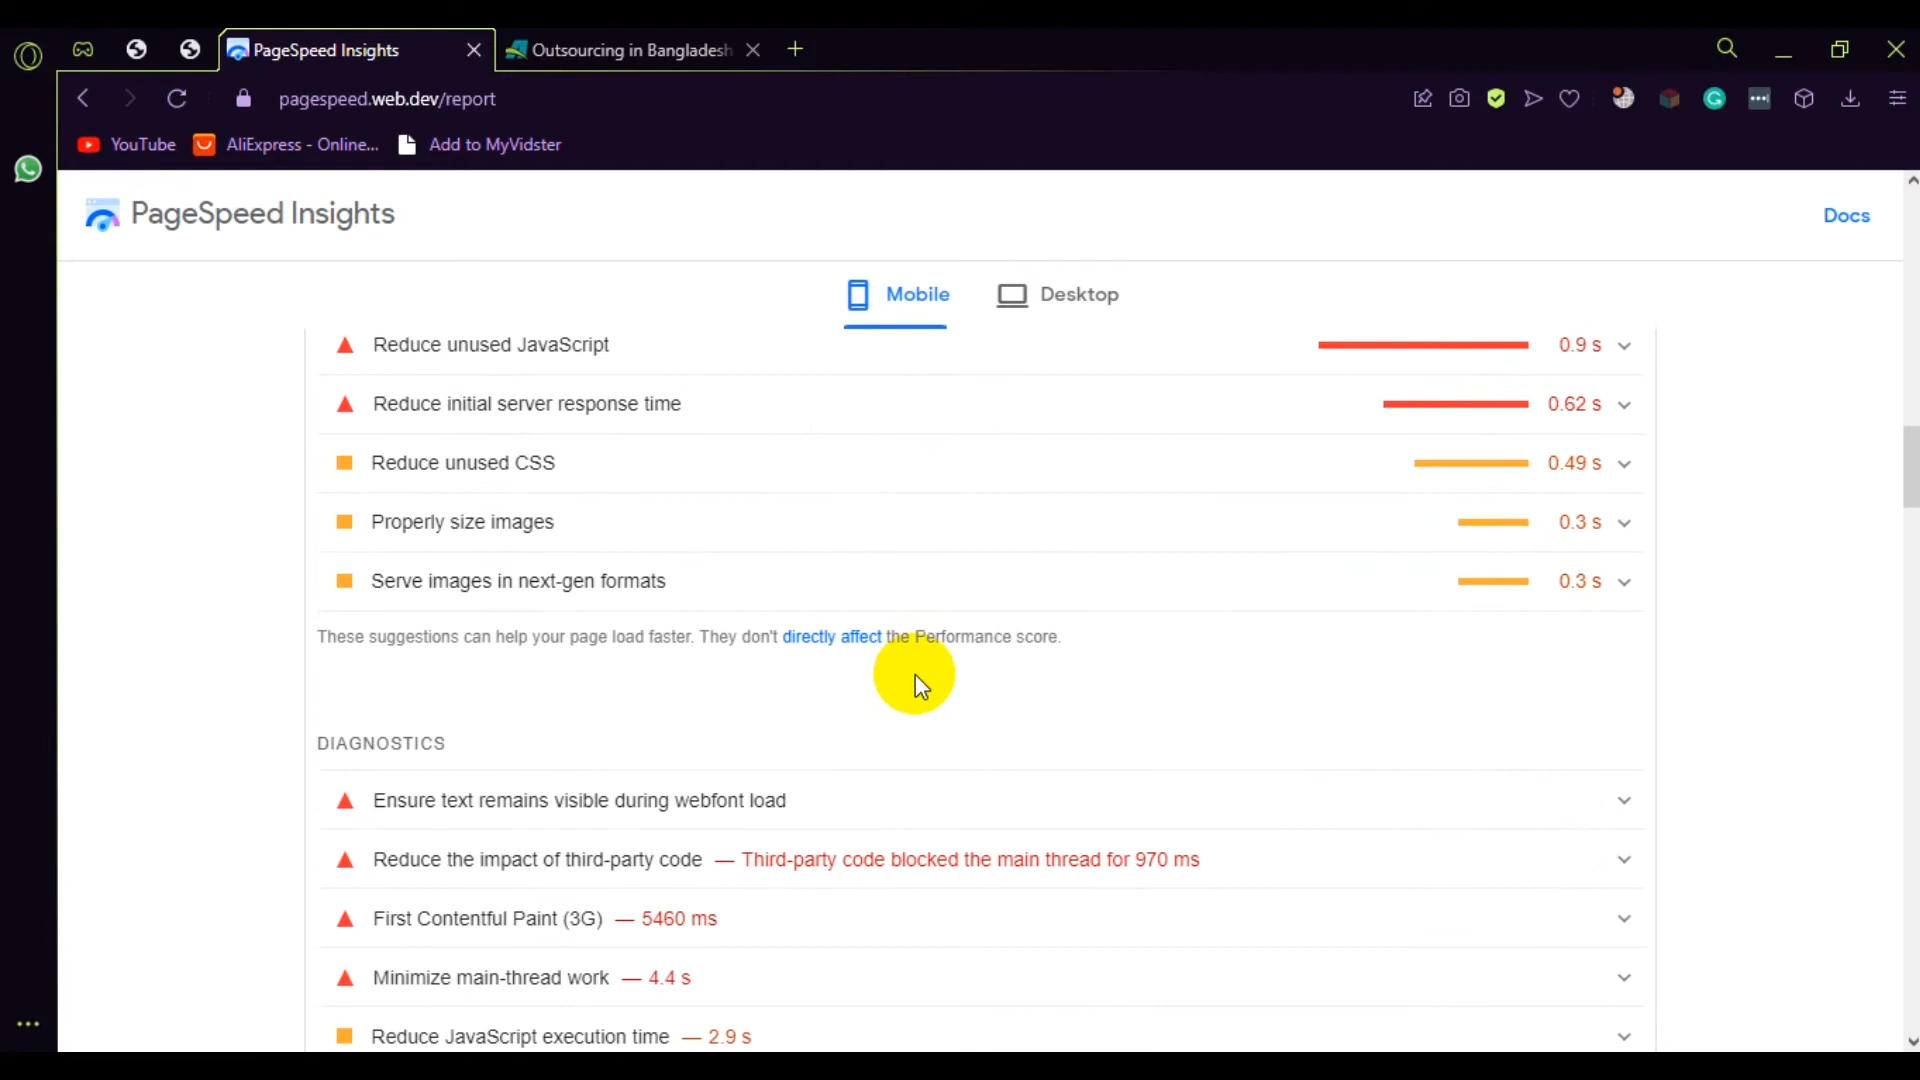 PageSpeed Insights
Outsourcing in Bangladesh
pagespeed.web.dev/report
YouTube
AliExpress - Online...
Add to MyVidster
PageSpeed Insights
Docs
Mobile
Desktop
Reduce unused JavaScript 0.9 s
Reduce initial server response time 0.62 s
Reduce unused CSS 0.49 s
Properly size images 0.3 s
Serve images in next-gen formats 0.3 s
These suggestions can help your page load faster. They don't directly affect the Performance score.
DIAGNOSTICS
Ensure text remains visible during webfont load
Reduce the impact of third-party code — Third-party code blocked the main thread for 970 ms
First Contentful Paint (3G) — 5460 ms
Minimize main-thread work — 4.4 s
Reduce JavaScript execution time — 2.9 s